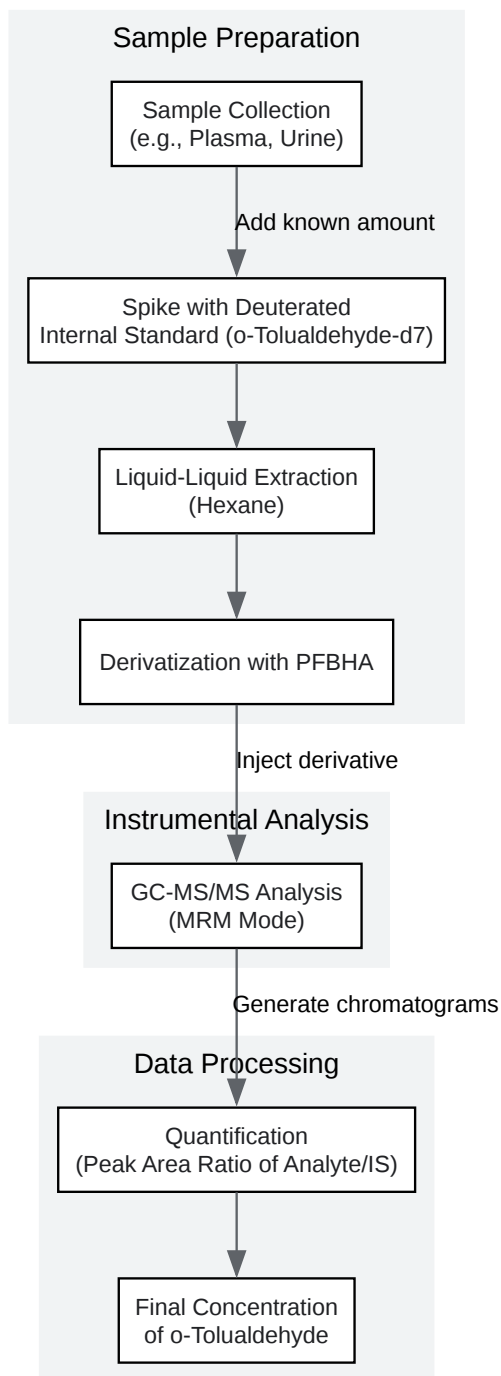 Sample Preparation
Sample Collection
(e.g., Plasma, Urine)
Add known amount
Spike with Deuterated
Internal Standard (o-Tolualdehyde-d7)
Liquid-Liquid Extraction
(Hexane)
Derivatization with PFBHA
Inject derivative
Instrumental Analysis
GC-MS/MS Analysis
(MRM Mode)
Generate chromatograms
Data Processing
Quantification
(Peak Area Ratio of Analyte/IS)
Final Concentration
of o-Tolualdehyde